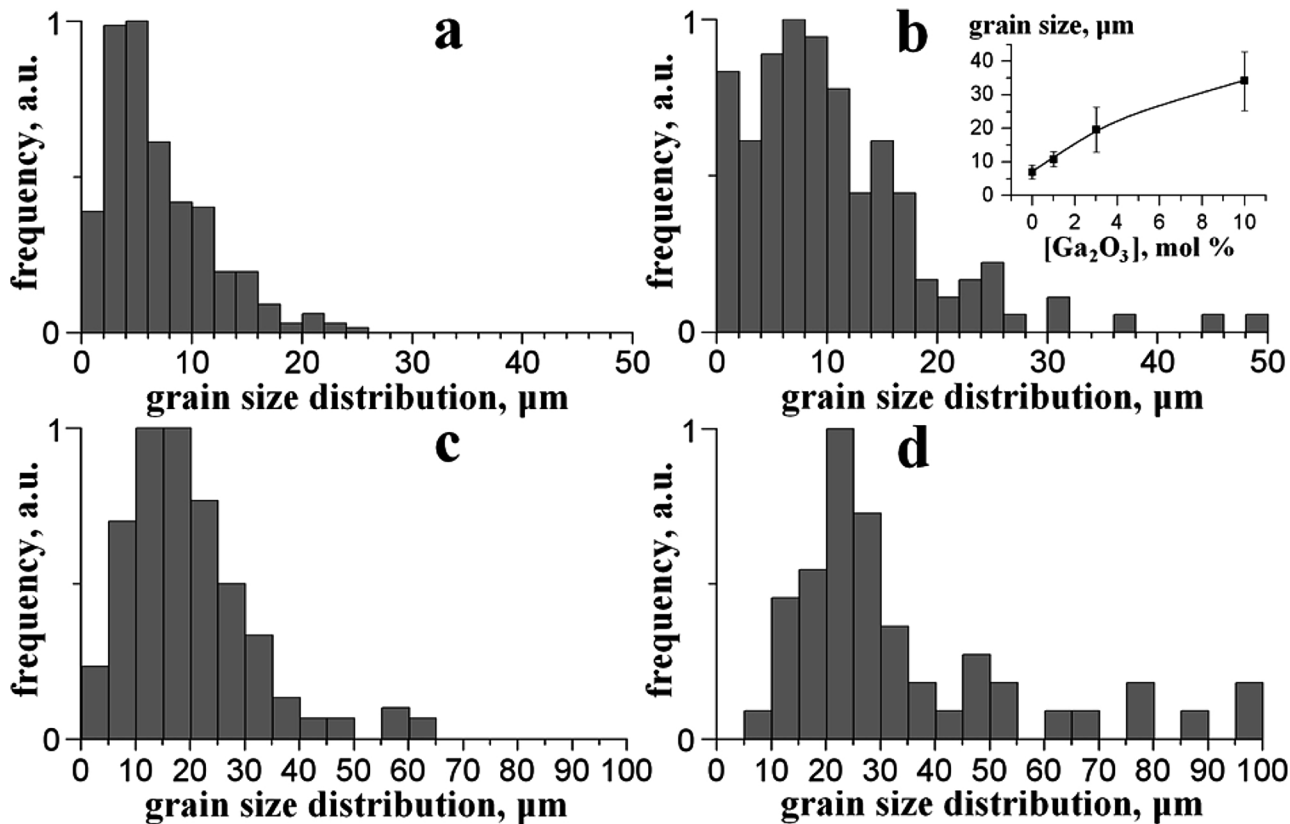 a
1
0
frequency, a.u.
0 10 20 30 40 50
grain size distribution, µm
b
1
0
frequency, a.u.
0 10 20 30 40 50
grain size distribution, µm
grain size, µm
40
30
20
10
0
0 2 4 6 8 10
[Ga₂O₃], mol %
c
1
0
frequency, a.u.
0 10 20 30 40 50 60 70 80 90 100
grain size distribution, µm
d
1
0
frequency, a.u.
0 10 20 30 40 50 60 70 80 90 100
grain size distribution, µm